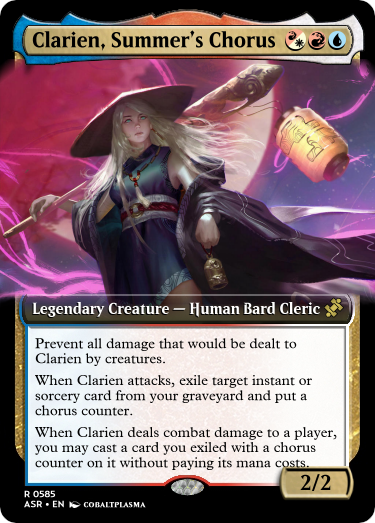 Clarien, Summer's Chorus
Legendary Creature — Human Bard Cleric
Prevent all damage that would be dealt to
Clarien by creatures.
When Clarien attacks, exile target instant or
sorcery card from your graveyard and put a
chorus counter.
When Clarien deals combat damage to a player,
you may cast a card you exiled with a chorus
counter on it without paying its mana costs.
2/2
R 0585
ASR • EN COBALTPLASMA